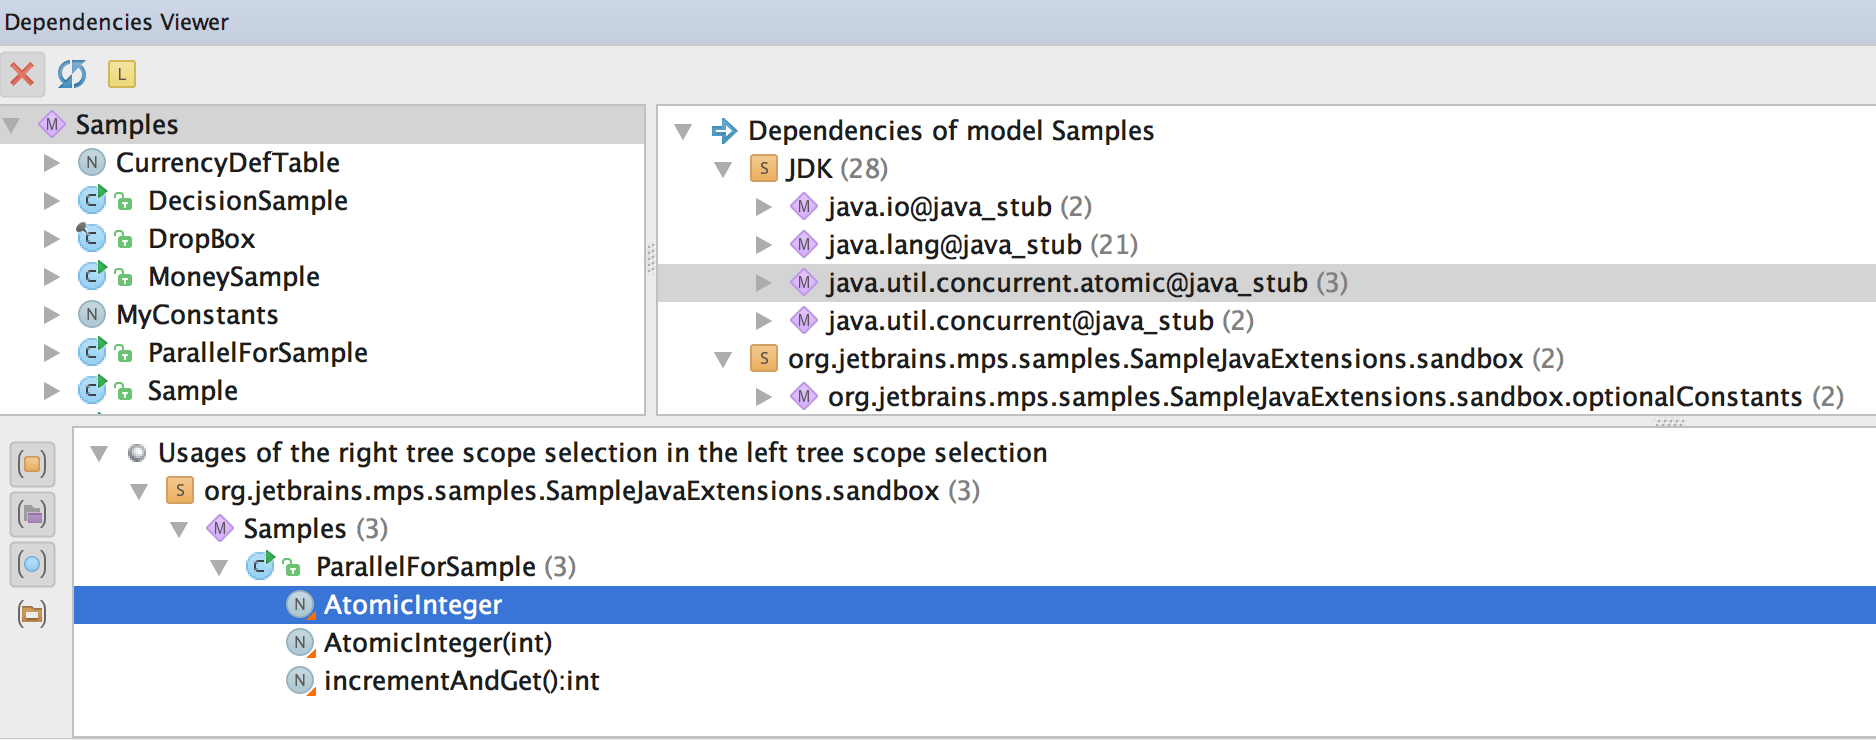 Dependencies Viewer
L
M Samples
N CurrencyDefTable
C T DecisionSample
C T DropBox
C T MoneySample
N MyConstants
C T ParallelForSample
C T Sample
Dependencies of model Samples
S JDK (28)
M java.io@java_stub (2)
M java.lang@java_stub (21)
M java.util.concurrent.atomic@java_stub (3)
M java.util.concurrent@java_stub (2)
S org.jetbrains.mps.samples.SampleJavaExtensions.sandbox (2)
M org.jetbrains.mps.samples.SampleJavaExtensions.sandbox.optionalConstants (2)
Usages of the right tree scope selection in the left tree scope selection
S org.jetbrains.mps.samples.SampleJavaExtensions.sandbox (3)
M Samples (3)
C T ParallelForSample (3)
N AtomicInteger
N AtomicInteger(int)
N incrementAndGet():int